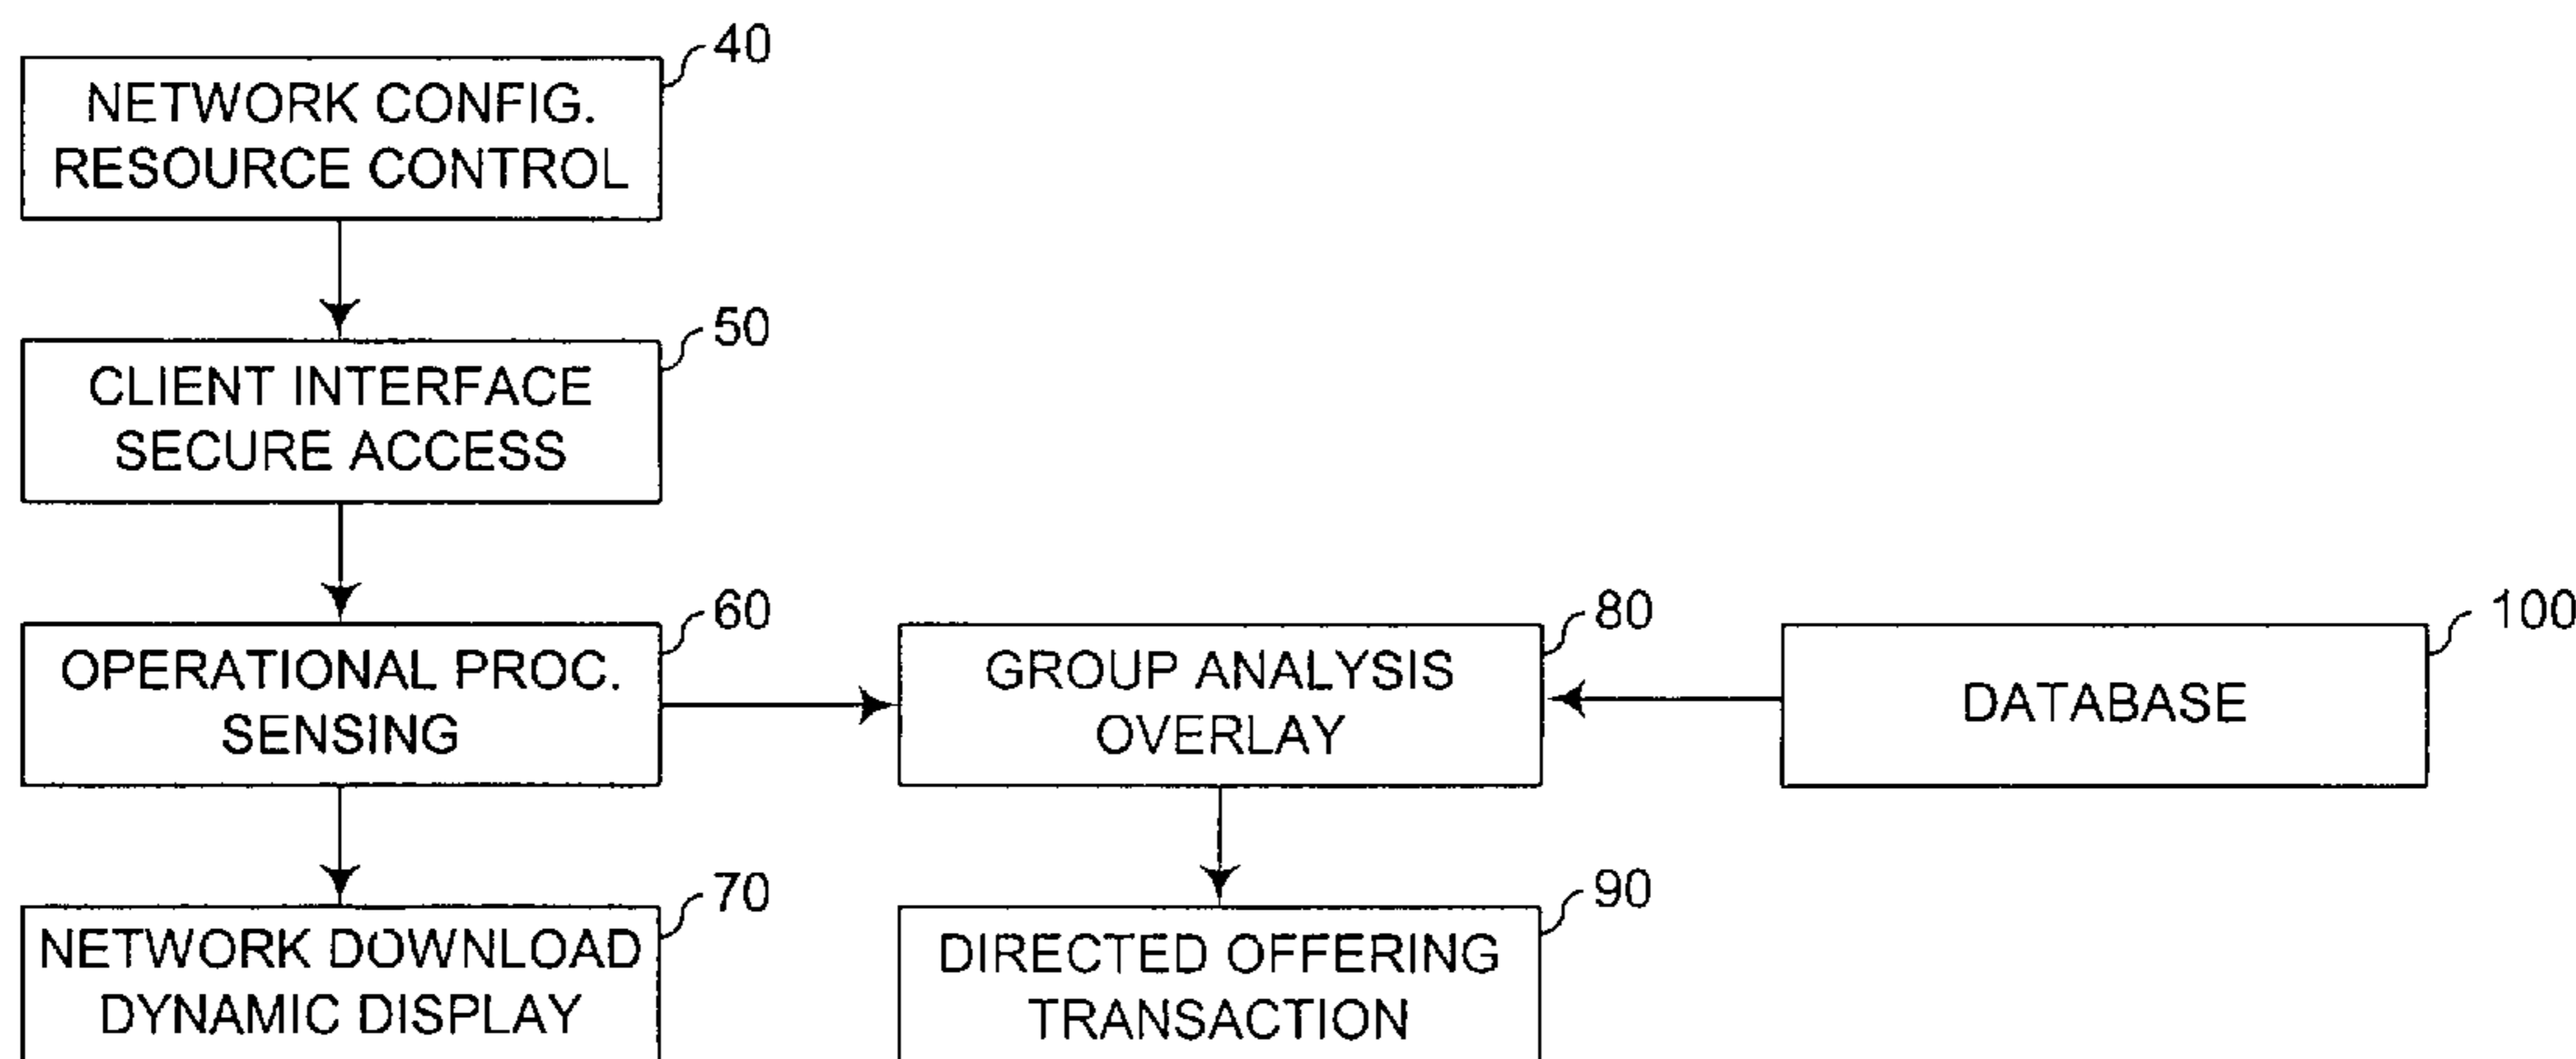 40
NETWORK CONFIG.
RESOURCE CONTROL
50
CLIENT INTERFACE
SECURE ACCESS
60
OPERATIONAL PROC.
SENSING
80
GROUP ANALYSIS
OVERLAY
100
DATABASE
70
NETWORK DOWNLOAD
DYNAMIC DISPLAY
90
DIRECTED OFFERING
TRANSACTION